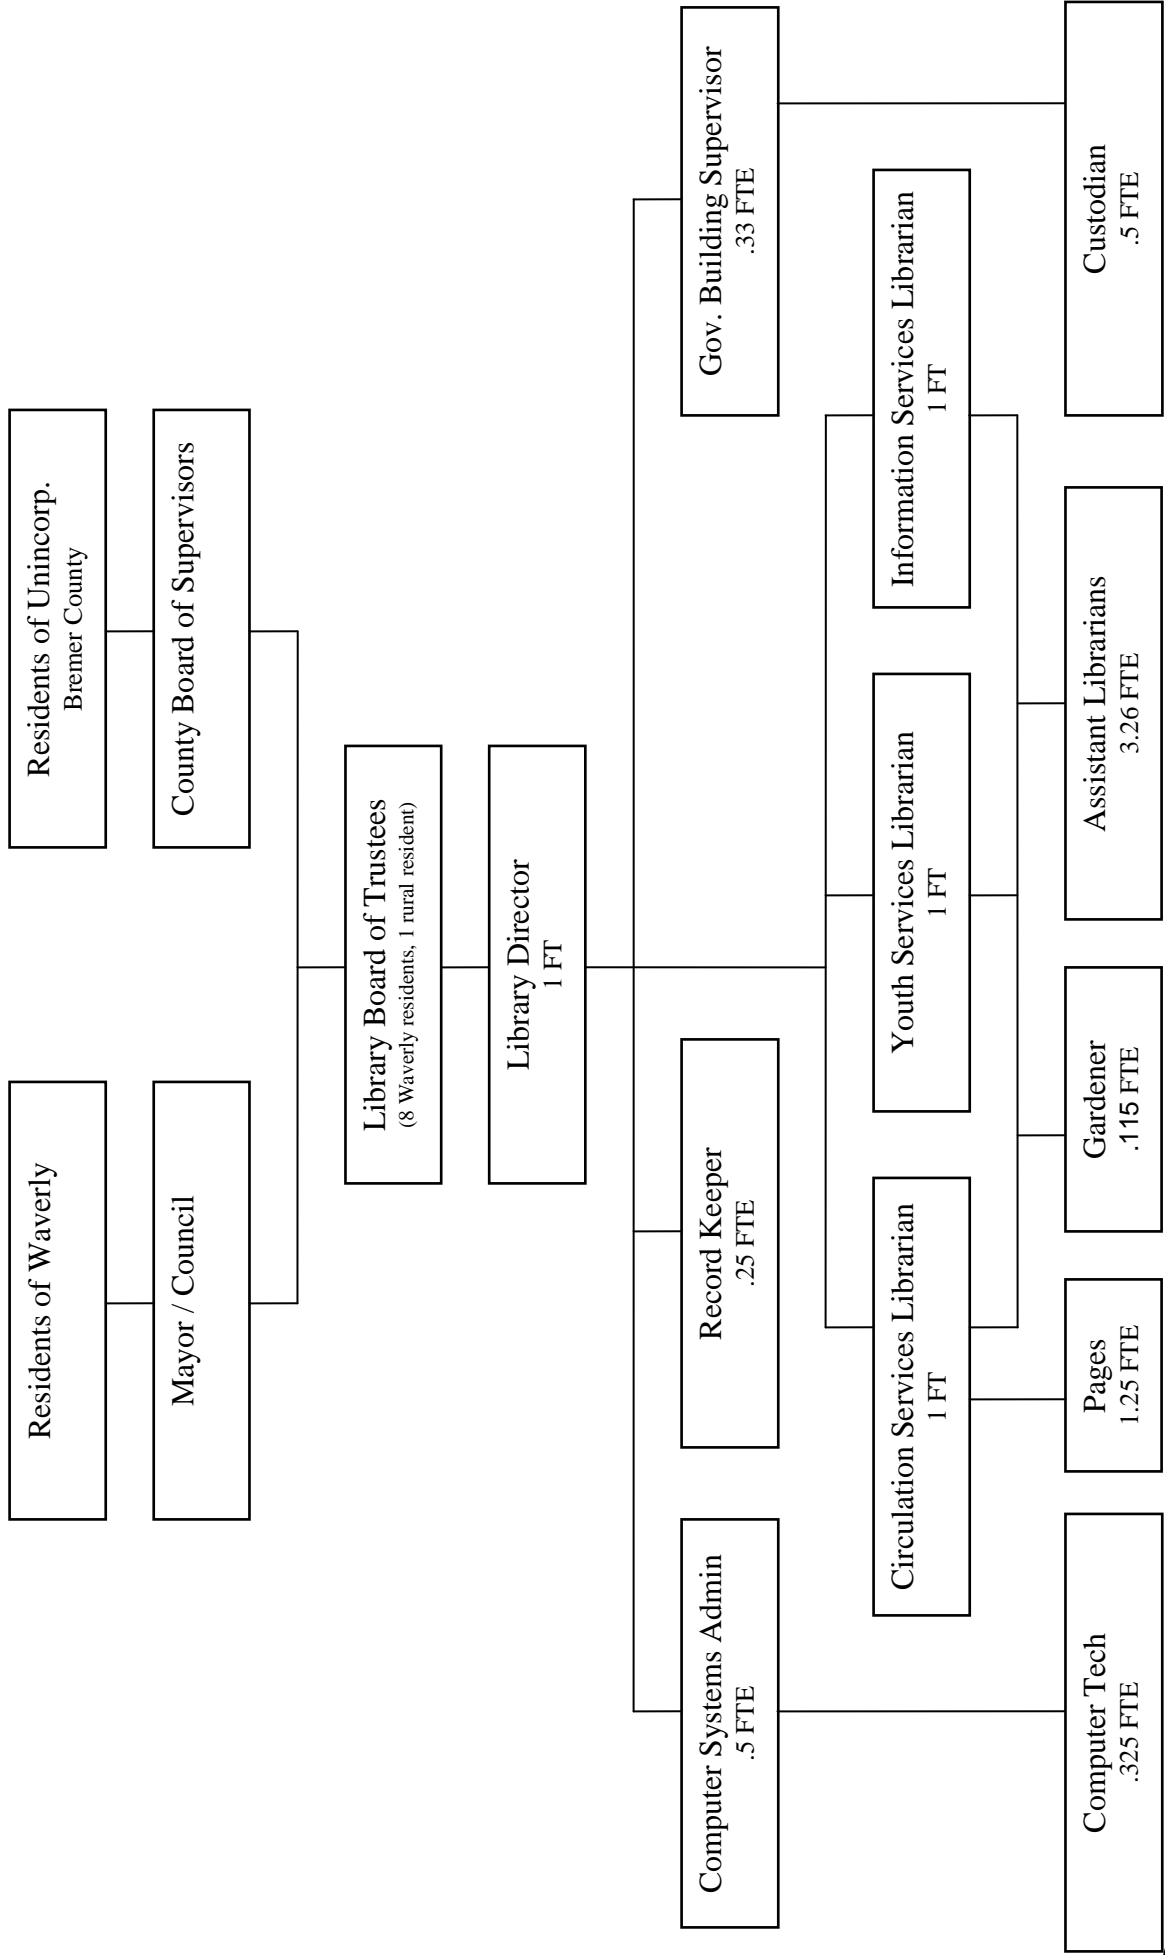 Residents of Waverly
Residents of Unincorp.
Bremer County
Mayor / Council
County Board of Supervisors
Library Board of Trustees
(8 Waverly residents, 1 rural resident)
Library Director
1 FT
Computer Systems Admin
.5 FTE
Record Keeper
.25 FTE
Gov. Building Supervisor
.33 FTE
Circulation Services Librarian
1 FT
Youth Services Librarian
1 FT
Information Services Librarian
1 FT
Computer Tech
.325 FTE
Pages
1.25 FTE
Gardener
.115 FTE
Assistant Librarians
3.26 FTE
Custodian
.5 FTE